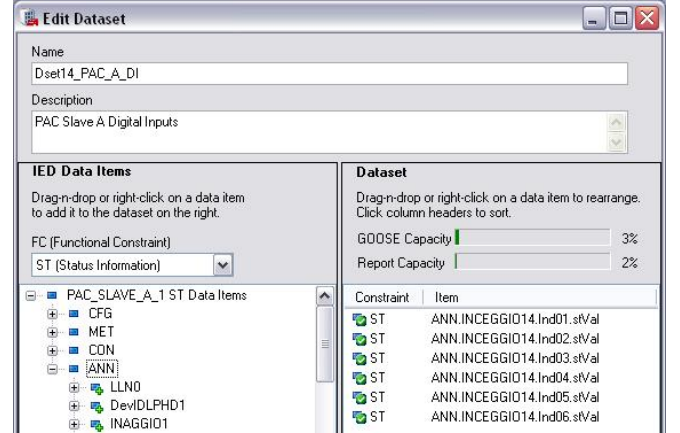 Edit Dataset
Name
Dset14_PAC_A_DI
Description
PAC Slave A Digital Inputs
IED Data Items
Drag-n-drop or right-click on a data item
to add it to the dataset on the right.
FC (Functional Constraint)
ST (Status Information)
PAC_SLAVE_A_1 ST Data Items
CFG
MET
CON
ANN
LLN0
DevIDLPHD1
INAGGIO1
Dataset
Drag-n-drop or right-click on a data item to rearrange.
Click column headers to sort.
GOOSE Capacity 3%
Report Capacity 2%
Constraint Item
ST ANN.INCEGGIO14.Ind01.stVal
ST ANN.INCEGGIO14.Ind02.stVal
ST ANN.INCEGGIO14.Ind03.stVal
ST ANN.INCEGGIO14.Ind04.stVal
ST ANN.INCEGGIO14.Ind05.stVal
ST ANN.INCEGGIO14.Ind06.stVal